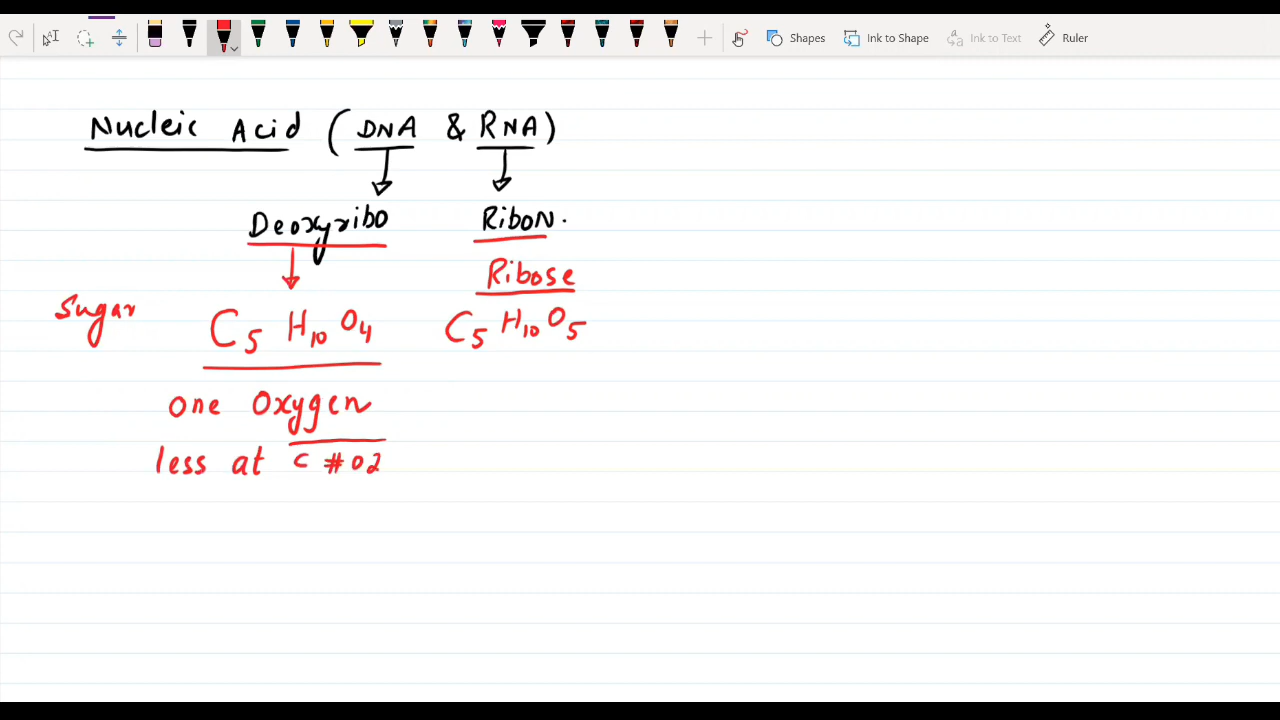 Shapes Ink to Shape Ink to Text Ruler
Nucleic Acid (DNA & RNA)
Deoxyribo RiboN.
Ribose
Sugar C5 H10 O4 C5 H10 O5
one Oxygen
less at C #02